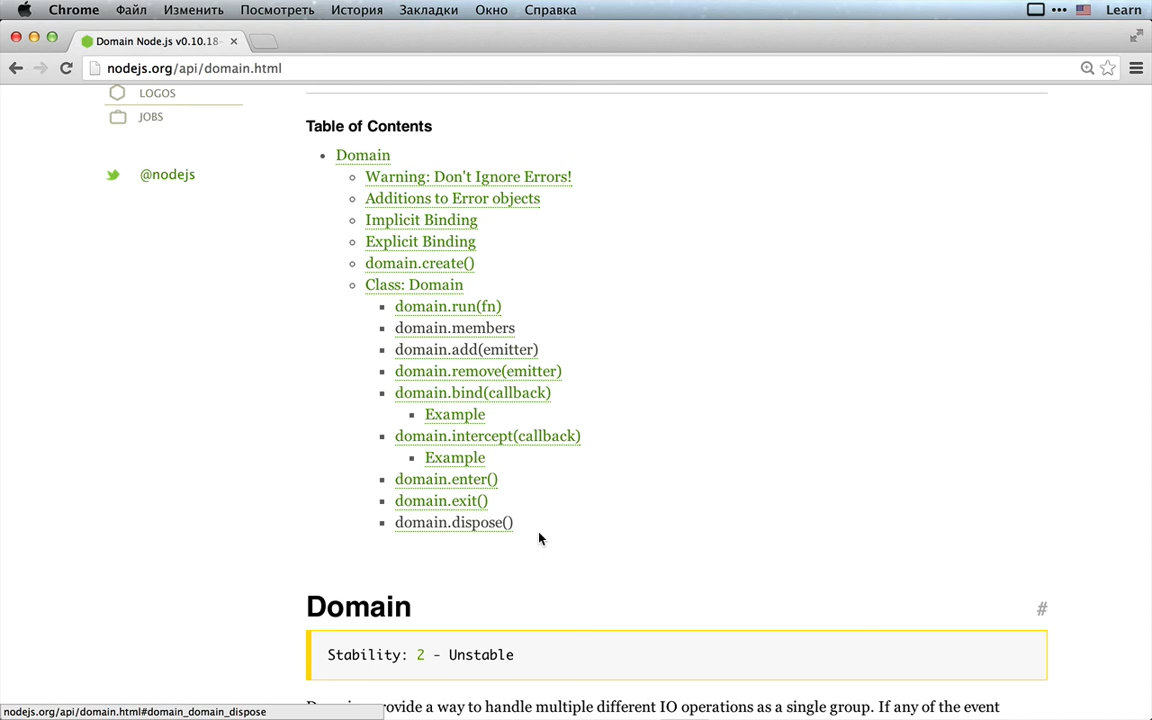 Chrome Файл Изменить Посмотреть История Закладки Окно Справка Learn
Domain Node.js v0.10.18
nodejs.org/api/domain.html
LOGOS
JOBS
@nodejs
Table of Contents
Domain
Warning: Don't Ignore Errors!
Additions to Error objects
Implicit Binding
Explicit Binding
domain.create()
Class: Domain
domain.run(fn)
domain.members
domain.add(emitter)
domain.remove(emitter)
domain.bind(callback)
Example
domain.intercept(callback)
Example
domain.enter()
domain.exit()
domain.dispose()
Domain #
Stability: 2 - Unstable
provide a way to handle multiple different IO operations as a single group. If any of the event
nodejs.org/api/domain.html#domain_domain_dispose